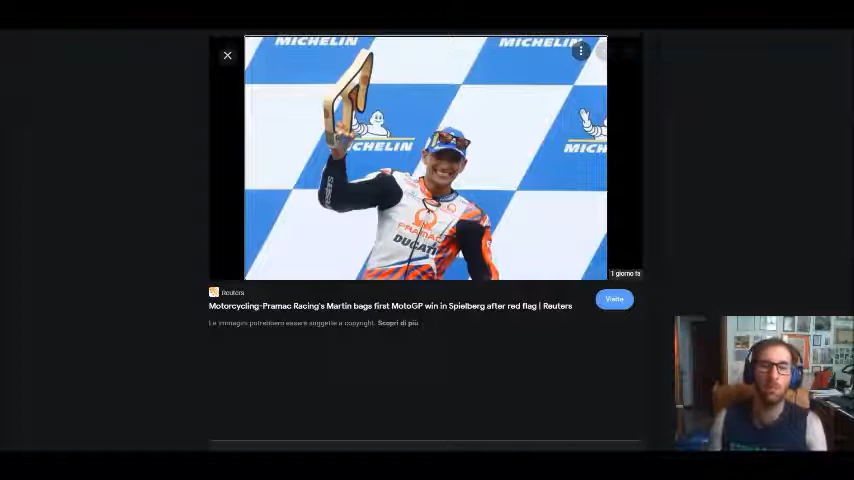 MICHELIN
MICHELIN
MICHELIN
MICH
PRAMAC
DUCATI
1 giorno fa
Reuters
Motorcycling-Pramac Racing's Martin bags first MotoGP win in Spielberg after red flag | Reuters
Visita
Le immagini potrebbero essere soggette a copyright. Scopri di più